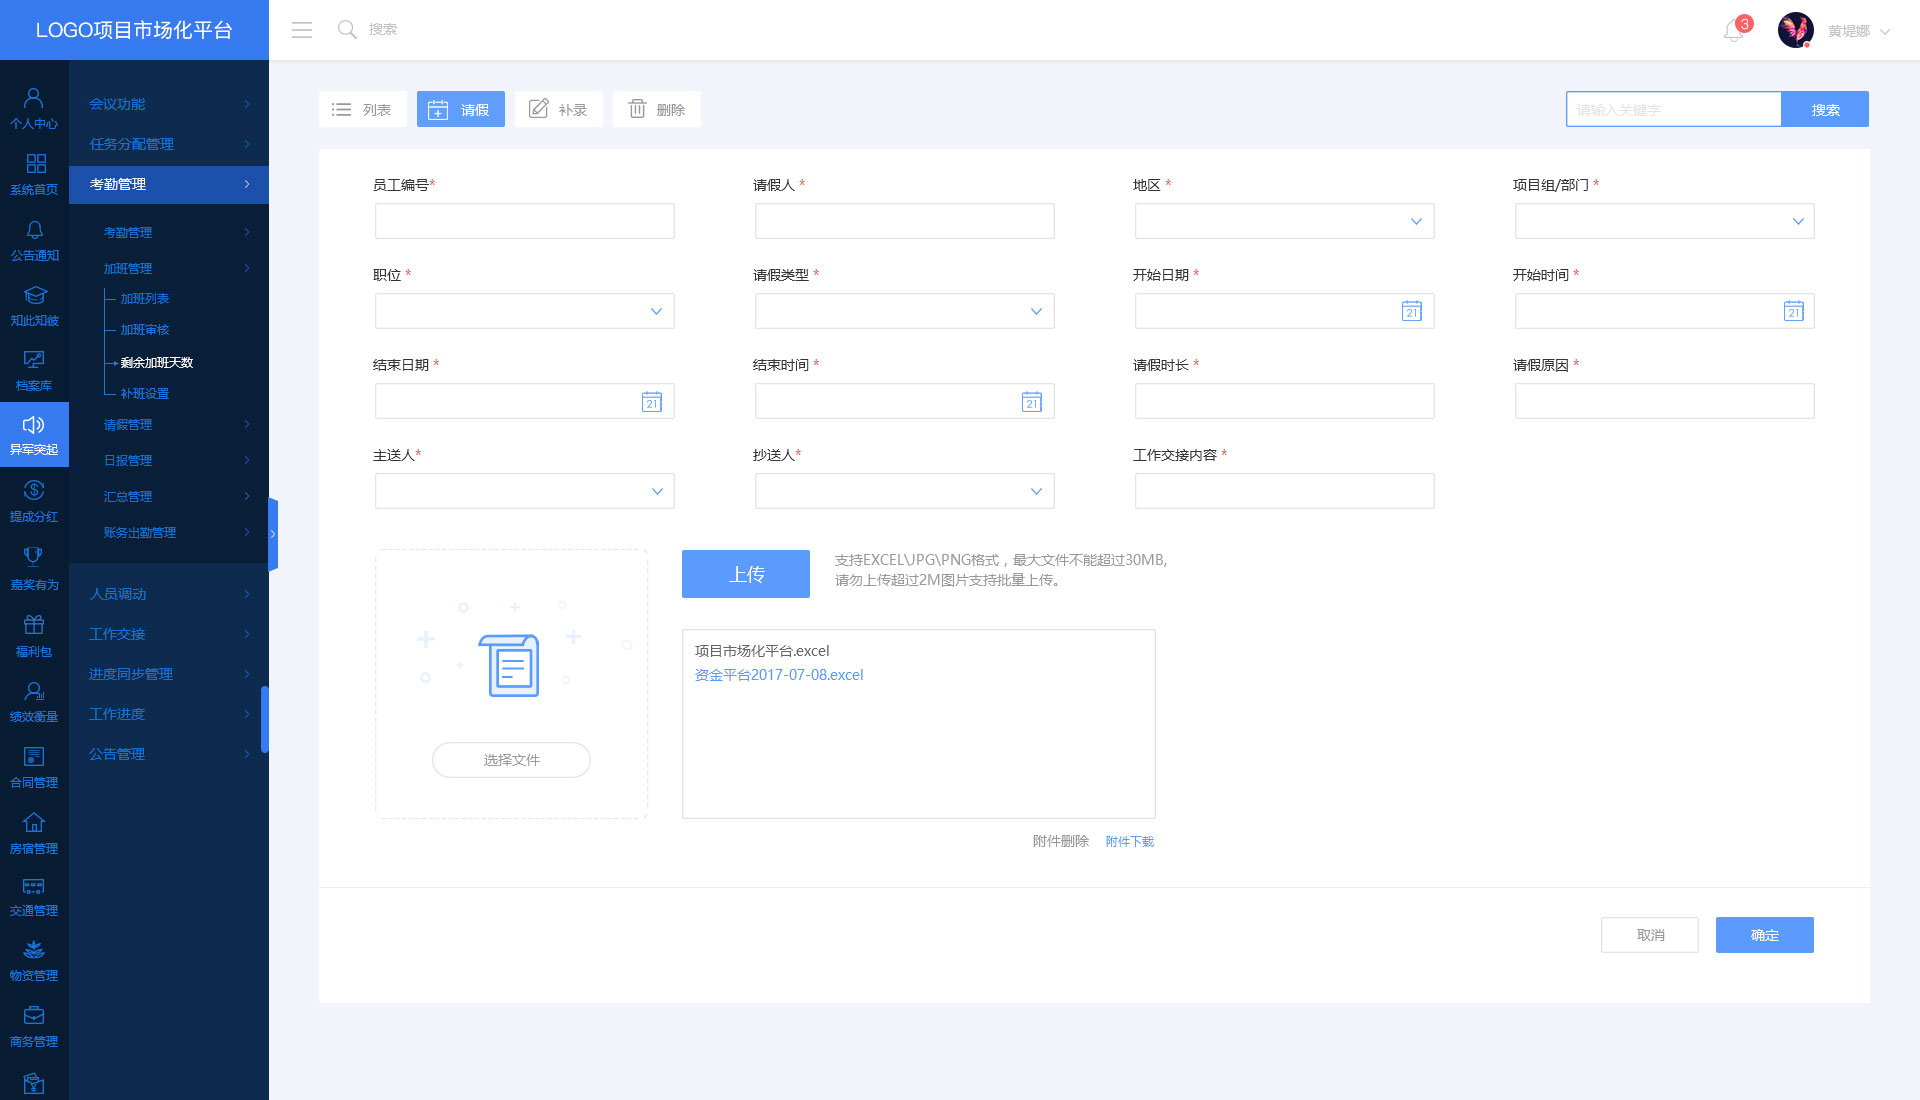 LOGO项目市场化平台
搜索
3
黄堤娜
个人中心
系统首页
公告通知
知此知彼
档案库
异军突起
提成分红
嘉奖有为
福利包
绩效衡量
合同管理
房宿管理
交通管理
物资管理
商务管理
会议功能
任务分配管理
考勤管理
考勤管理
加班管理
加班列表
加班审核
剩余加班天数
补班设置
请假管理
日报管理
汇总管理
账务出勤管理
人员调动
工作交接
进度同步管理
工作进度
公告管理
列表
请假
补录
删除
请输入关键字
搜索
员工编号*
请假人 *
地区 *
项目组/部门 *
职位 *
请假类型 *
开始日期 *
21
开始时间 *
21
结束日期 *
21
结束时间 *
21
请假时长 *
请假原因 *
主送人*
抄送人*
工作交接内容 *
选择文件
上传
支持EXCEL\JPG\PNG格式，最大文件不能超过30MB,
请勿上传超过2M图片支持批量上传。
项目市场化平台.excel
资金平台2017-07-08.excel
附件删除
附件下载
取消
确定